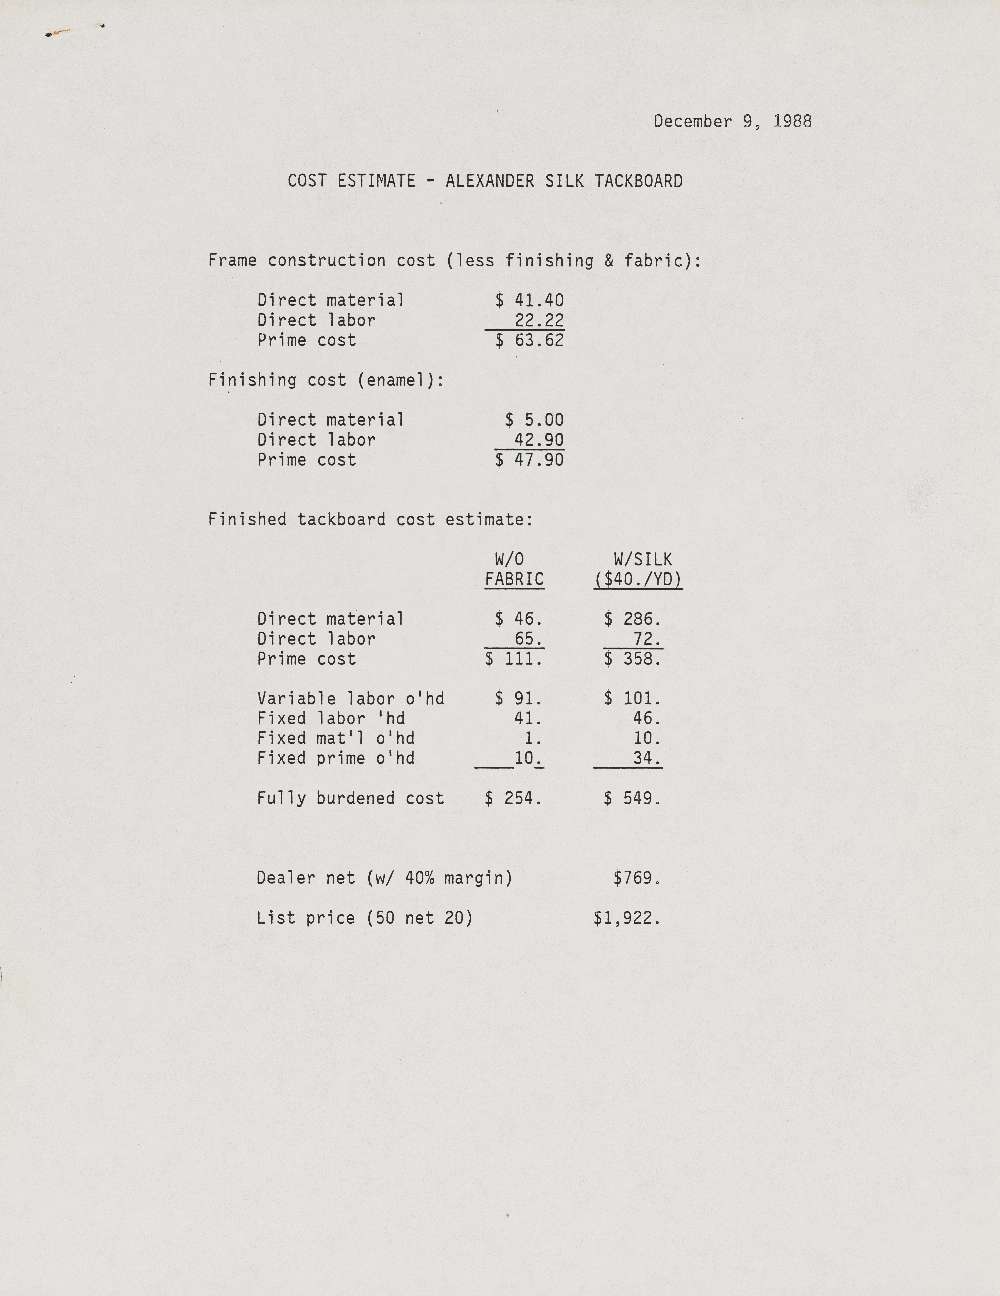 December 9, 1988
COST ESTIMATE - ALEXANDER SILK TACKBOARD
Frame construction cost (less finishing & fabric):
Direct material $ 41.40
Direct labor 22.22
Prime cost $ 63.62
Finishing cost (enamel):
Direct material $ 5.00
Direct labor 42.90
Prime cost $ 47.90
Finished tackboard cost estimate:
W/O W/SILK
FABRIC ($40./YD)
Direct material $ 46. $ 286.
Direct labor 65. 72.
Prime cost $ 111. $ 358.
Variable labor o'hd $ 91. $ 101.
Fixed labor 'hd 41. 46.
Fixed mat'l o'hd 1. 10.
Fixed prime o'hd 10. 34.
Fully burdened cost $ 254. $ 549.
Dealer net (w/ 40% margin) $769.
List price (50 net 20) $1,922.